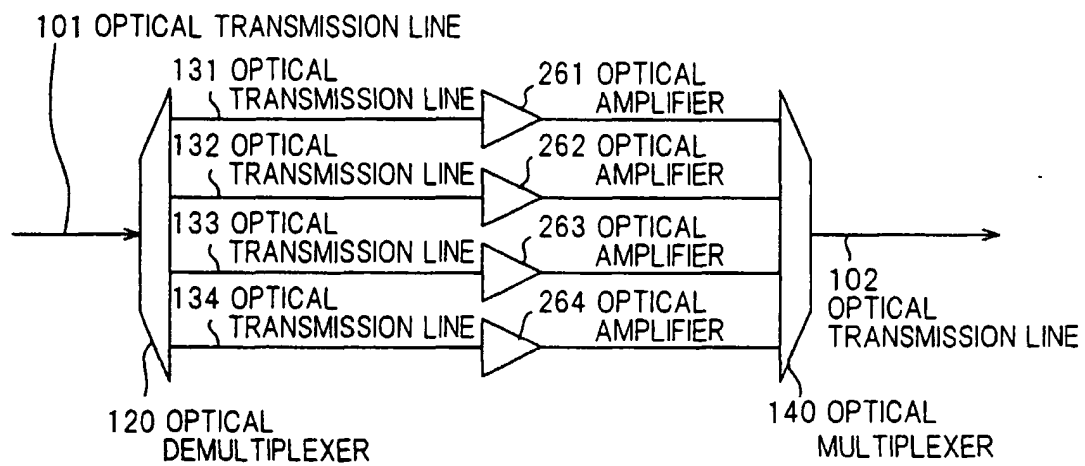 101 OPTICAL TRANSMISSION LINE
131 OPTICAL
TRANSMISSION LINE
261 OPTICAL
AMPLIFIER
132 OPTICAL
TRANSMISSION LINE
262 OPTICAL
AMPLIFIER
133 OPTICAL
TRANSMISSION LINE
263 OPTICAL
AMPLIFIER
134 OPTICAL
TRANSMISSION LINE
264 OPTICAL
AMPLIFIER
102
OPTICAL
TRANSMISSION LINE
120 OPTICAL
DEMULTIPLEXER
140 OPTICAL
MULTIPLEXER